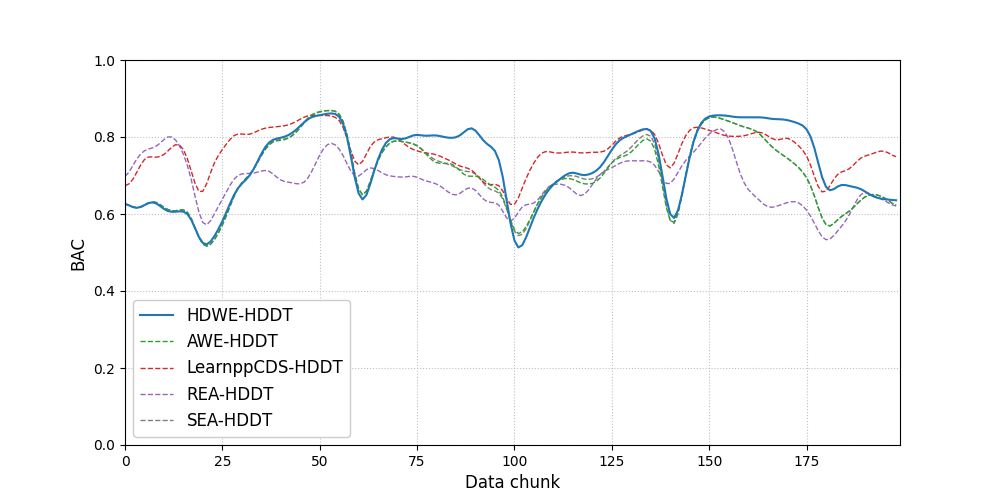 1.0
0.8
0.6
0.4
0.2
0.0
BAC
HDWE-HDDT
AWE-HDDT
LearnppCDS-HDDT
REA-HDDT
SEA-HDDT
0 25 50 75 100 125 150 175
Data chunk